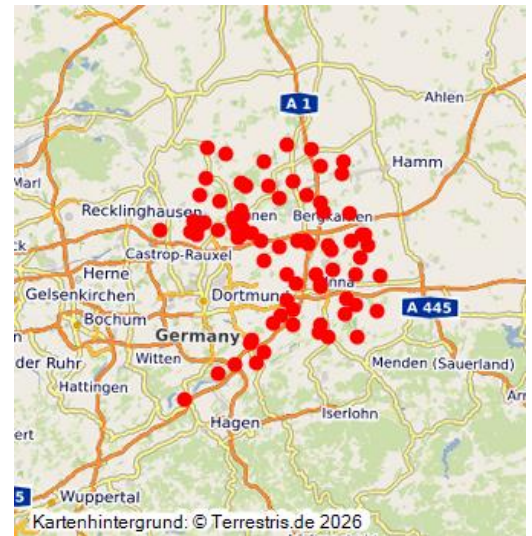 A 1
Ahlen
Hamm
Marl
Recklinghausen
Bergkamen
Castrop-Rauxel
Herne
Gelsenkirchen
Dortmund
A 445
Bochum
Germany
der Ruhr
Witten
Menden (Sauerland)
Hattingen
Iserlohn
Hagen
Wuppertal
Kartenhintergrund: © Terrestris.de 2026